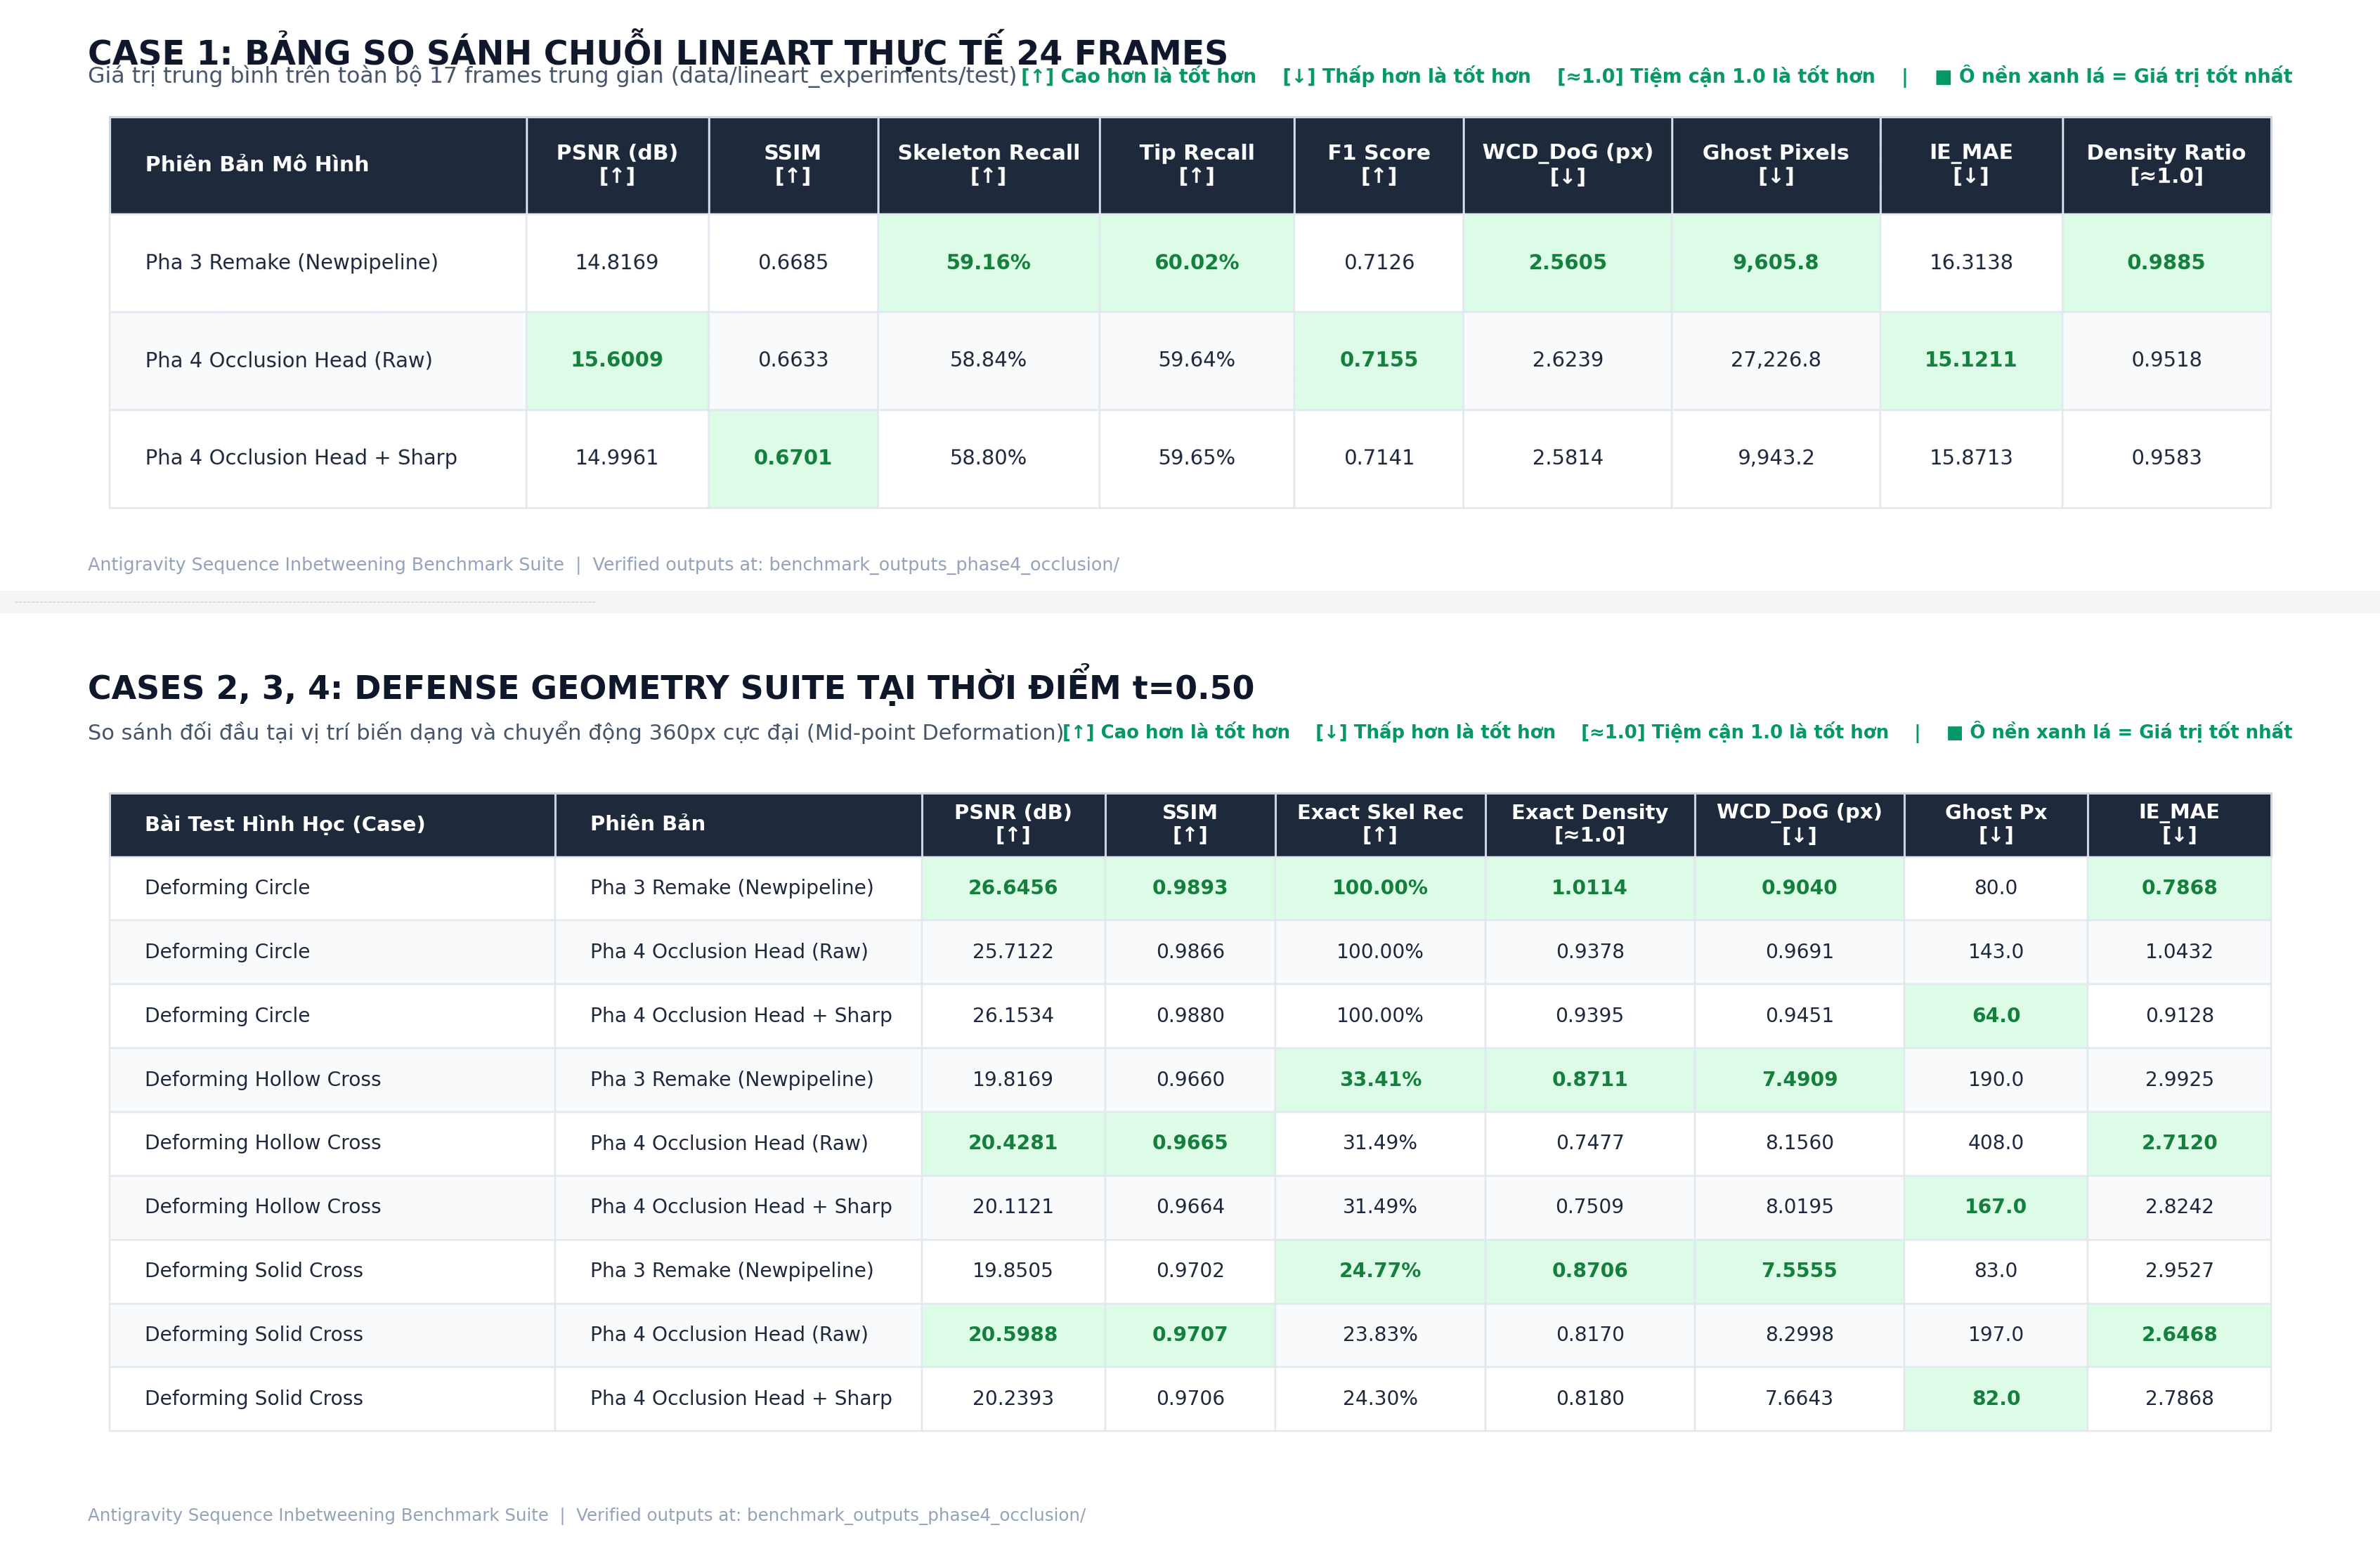 CASE 1: BẢNG SO SÁNH CHUỖI LINEART THỰC TẾ 24 FRAMES
Giá trị trung bình trên toàn bộ 17 frames trung gian (data/lineart_experiments/test) [↑] Cao hơn là tốt hơn [↓] Thấp hơn là tốt hơn [≈1.0] Tiệm cận 1.0 là tốt hơn | ■ Ô nền xanh lá = Giá trị tốt nhất
Phiên Bản Mô Hình PSNR (dB) [↑] SSIM [↑] Skeleton Recall [↑] Tip Recall [↑] F1 Score [↑] WCD_DoG (px) [↓] Ghost Pixels [↓] IE_MAE [↓] Density Ratio [≈1.0]
Pha 3 Remake (Newpipeline) 14.8169 0.6685 59.16% 60.02% 0.7126 2.5605 9,605.8 16.3138 0.9885
Pha 4 Occlusion Head (Raw) 15.6009 0.6633 58.84% 59.64% 0.7155 2.6239 27,226.8 15.1211 0.9518
Pha 4 Occlusion Head + Sharp 14.9961 0.6701 58.80% 59.65% 0.7141 2.5814 9,943.2 15.8713 0.9583
Antigravity Sequence Inbetweening Benchmark Suite | Verified outputs at: benchmark_outputs_phase4_occlusion/
CASES 2, 3, 4: DEFENSE GEOMETRY SUITE TẠI THỜI ĐIỂM t=0.50
So sánh đối đầu tại vị trí biến dạng và chuyển động 360px cực đại (Mid-point Deformation) [↑] Cao hơn là tốt hơn [↓] Thấp hơn là tốt hơn [≈1.0] Tiệm cận 1.0 là tốt hơn | ■ Ô nền xanh lá = Giá trị tốt nhất
Bài Test Hình Học (Case) Phiên Bản PSNR (dB) [↑] SSIM [↑] Exact Skel Rec [↑] Exact Density [≈1.0] WCD_DoG (px) [↓] Ghost Px [↓] IE_MAE [↓]
Deforming Circle Pha 3 Remake (Newpipeline) 26.6456 0.9893 100.00% 1.0114 0.9040 80.0 0.7868
Deforming Circle Pha 4 Occlusion Head (Raw) 25.7122 0.9866 100.00% 0.9378 0.9691 143.0 1.0432
Deforming Circle Pha 4 Occlusion Head + Sharp 26.1534 0.9880 100.00% 0.9395 0.9451 64.0 0.9128
Deforming Hollow Cross Pha 3 Remake (Newpipeline) 19.8169 0.9660 33.41% 0.8711 7.4909 190.0 2.9925
Deforming Hollow Cross Pha 4 Occlusion Head (Raw) 20.4281 0.9665 31.49% 0.7477 8.1560 408.0 2.7120
Deforming Hollow Cross Pha 4 Occlusion Head + Sharp 20.1121 0.9664 31.49% 0.7509 8.0195 167.0 2.8242
Deforming Solid Cross Pha 3 Remake (Newpipeline) 19.8505 0.9702 24.77% 0.8706 7.5555 83.0 2.9527
Deforming Solid Cross Pha 4 Occlusion Head (Raw) 20.5988 0.9707 23.83% 0.8170 8.2998 197.0 2.6468
Deforming Solid Cross Pha 4 Occlusion Head + Sharp 20.2393 0.9706 24.30% 0.8180 7.6643 82.0 2.7868
Antigravity Sequence Inbetweening Benchmark Suite | Verified outputs at: benchmark_outputs_phase4_occlusion/